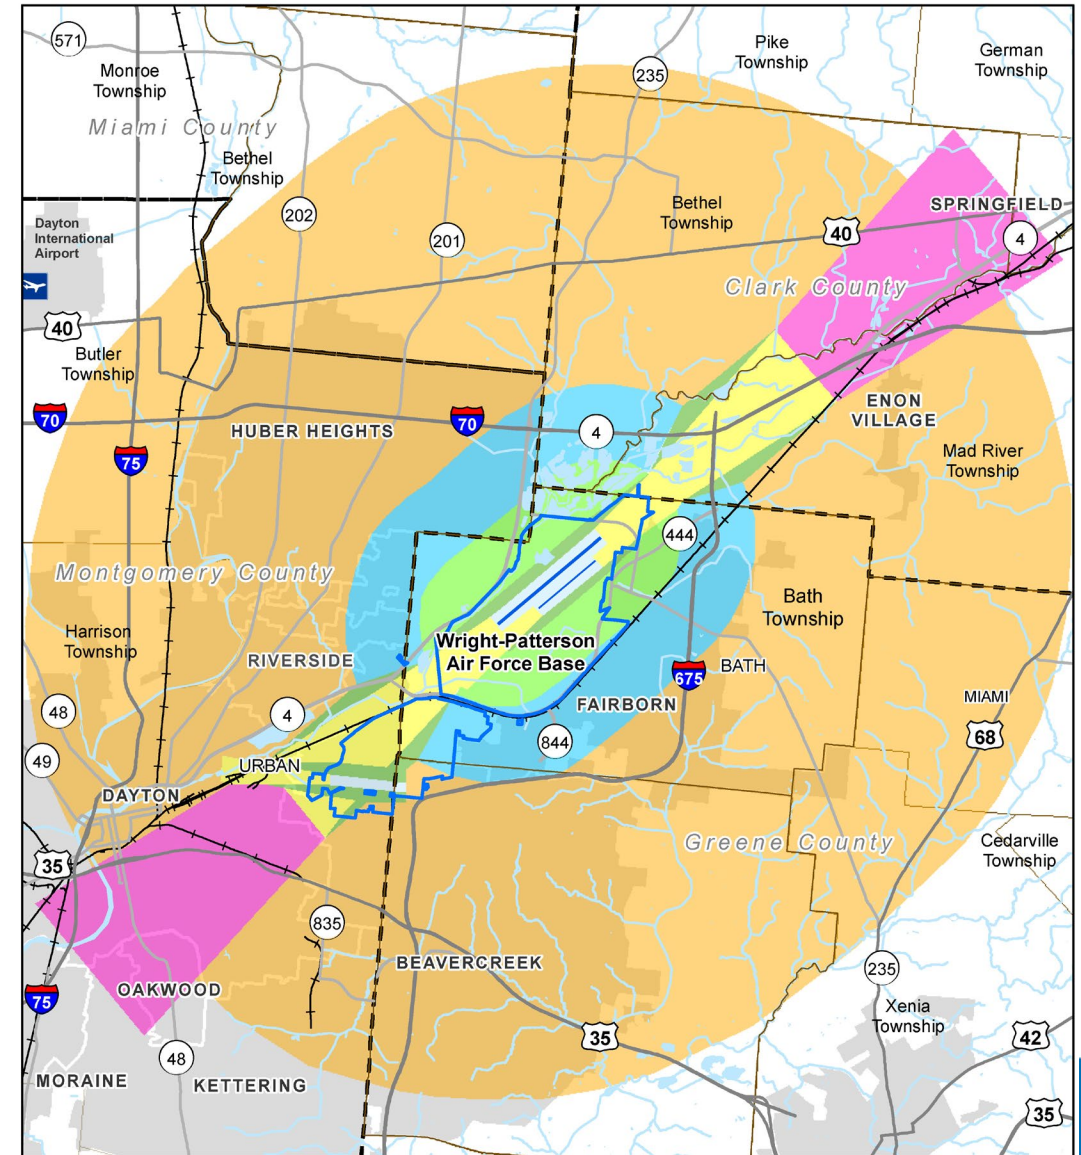 571
Monroe
Township
Miami County
Bethel
Township
202
201
235
Pike
Township
German
Township
Dayton
International
Airport
Bethel
Township
40
SPRINGFIELD
4
Clark County
40
Butler
Township
70
75
HUBER HEIGHTS
70
4
ENON
VILLAGE
Mad River
Township
444
Montgomery County
Harrison
Township
RIVERSIDE
Wright-Patterson
Air Force Base
Bath
Township
675
BATH
FAIRBORN
MIAMI
68
48
49
4
844
URBAN
DAYTON
35
Greene County
Cedarville
Township
835
BEAVERCREEK
235
75
OAKWOOD
Xenia
Township
35
42
48
MORAINE
KETTERING
35